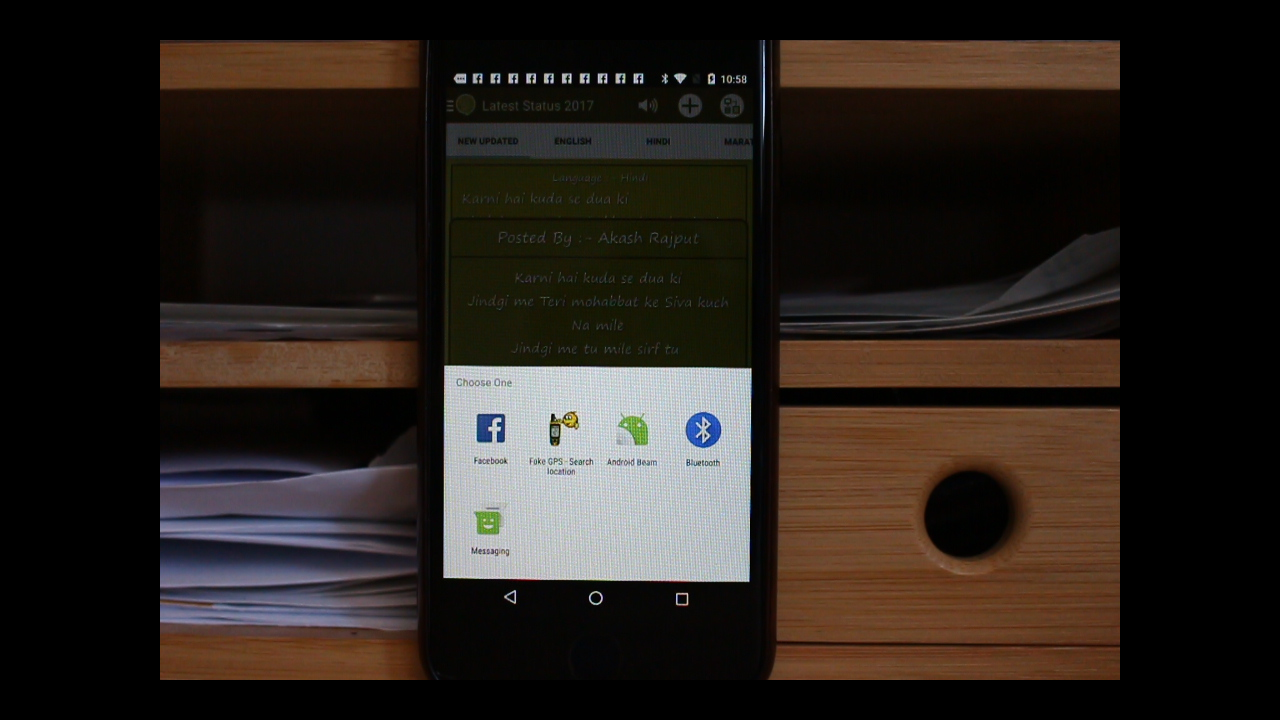 10:58
Latest Status 2017
NEW UPDATED ENGLISH HINDI MARAT
Language :- Hindi
Karni hai kuda se dua ki
Posted By :- Akash Rajput
Karni hai kuda se dua ki
Jindgi me Teri mohabbat ke Siva kuch
Na mile
Jindgi me tu mile sirf tu
Choose One
Facebook Fake GPS - Search Android Beam Bluetooth
location
Messaging